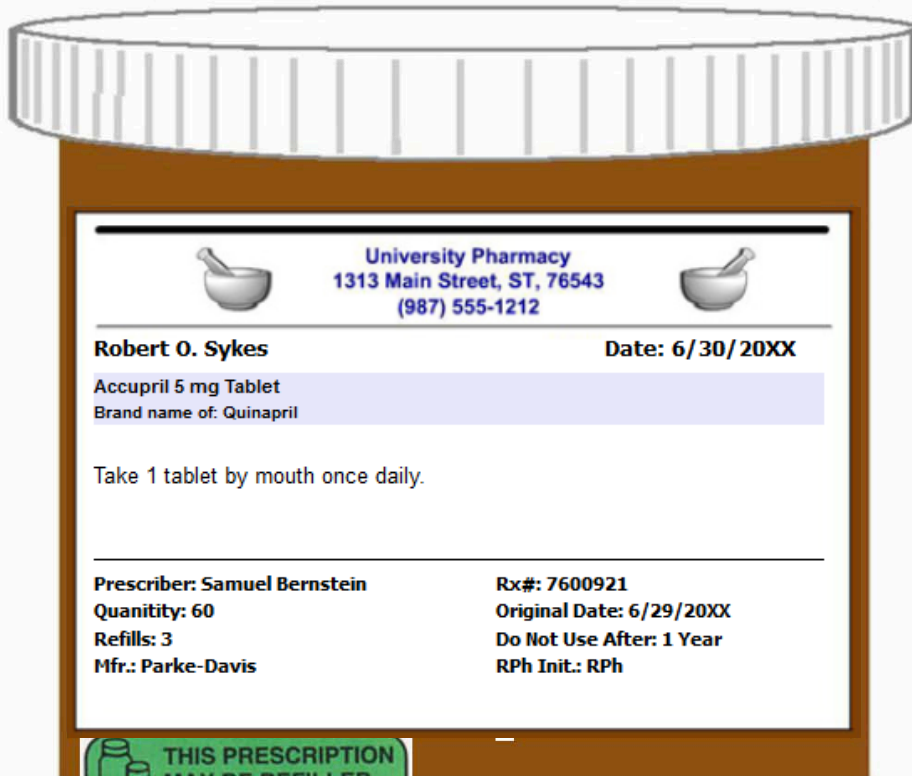 University Pharmacy
1313 Main Street, ST, 76543
(987) 555-1212
Robert O. Sykes Date: 6/30/20XX
Accupril 5 mg Tablet
Brand name of: Quinapril
Take 1 tablet by mouth once daily.
Prescriber: Samuel Bernstein Rx#: 7600921
Quanitity: 60 Original Date: 6/29/20XX
Refills: 3 Do Not Use After: 1 Year
Mfr.: Parke-Davis RPh Init.: RPh
THIS PRESCRIPTION
MAY BE REFILLED